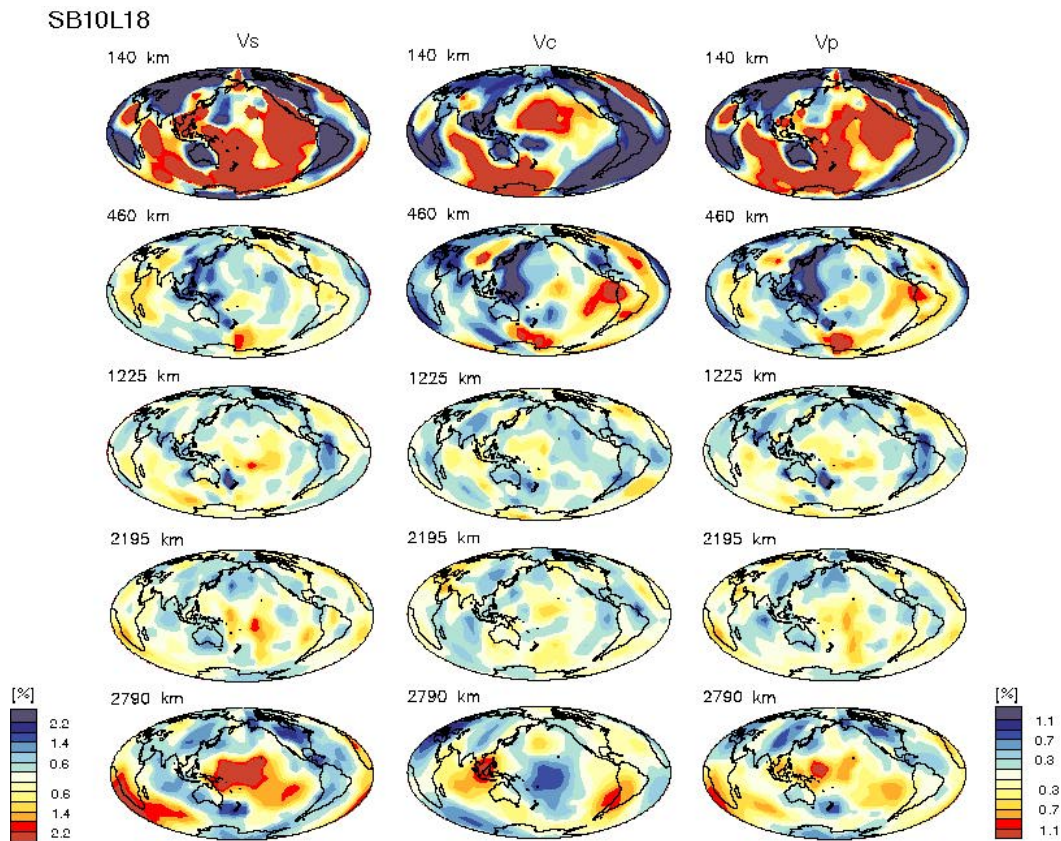 SB10L18
Vs Vc Vp
140 km 140 km 140 km
460 km 460 km 460 km
1225 km 1225 km 1225 km
2195 km 2195 km 2195 km
2790 km 2790 km 2790 km
[%]
2.2
1.4
0.6
0.6
1.4
2.2
[%]
1.1
0.7
0.3
0.3
0.7
1.1